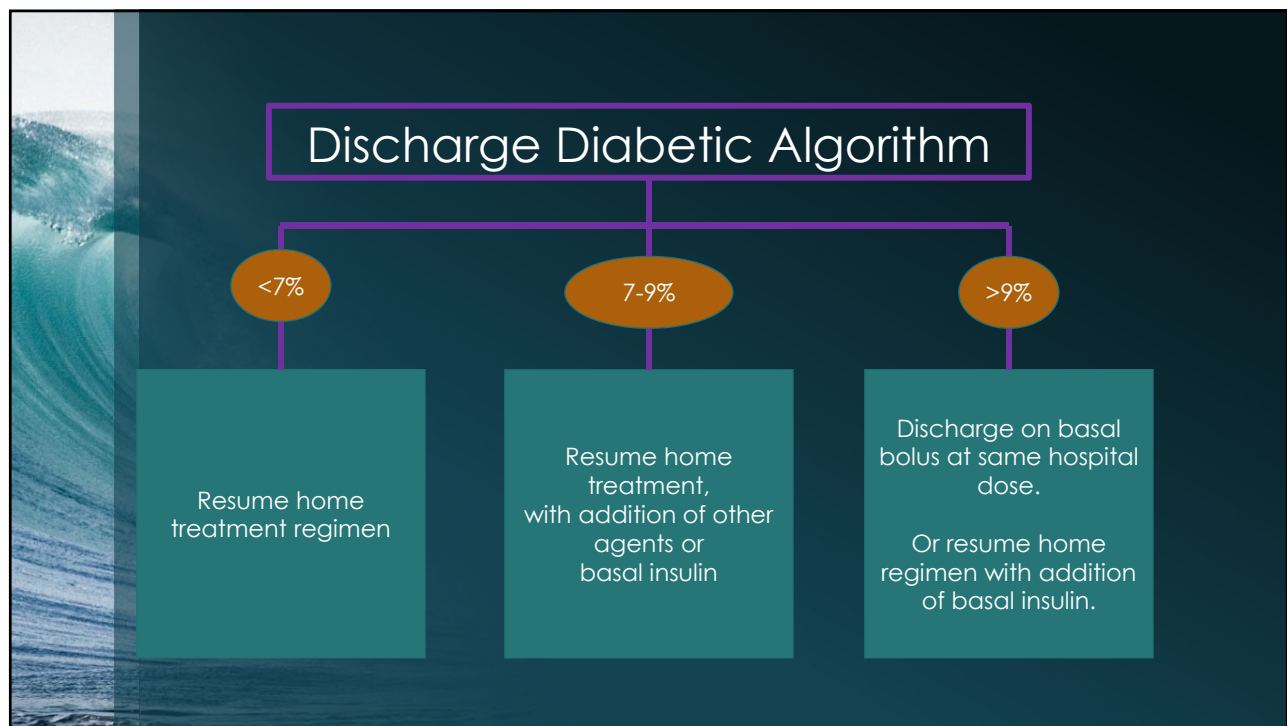 Discharge Diabetic Algorithm
<7%
7-9%
>9%
Resume home
treatment regimen
Resume home
treatment,
with addition of other
agents or
basal insulin
Discharge on basal
bolus at same hospital
dose.
Or resume home
regimen with addition
of basal insulin.